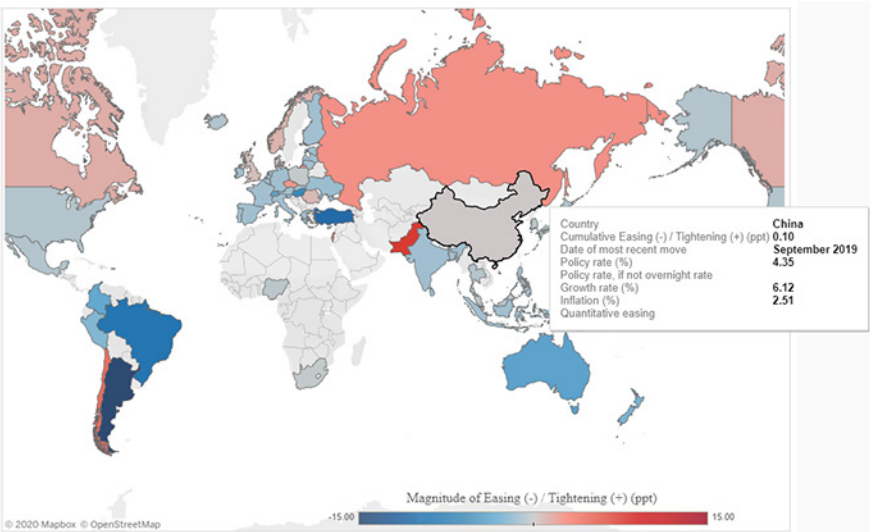 Country China
Cumulative Easing (-) / Tightening (+) (ppt) 0.10
Date of most recent move September 2019
Policy rate (%) 4.35
Policy rate, if not overnight rate
Growth rate (%) 6.12
Inflation (%) 2.51
Quantitative easing
Magnitude of Easing (-) / Tightening (+) (ppt)
-15.00 15.00
© 2020 Mapbox © OpenStreetMap